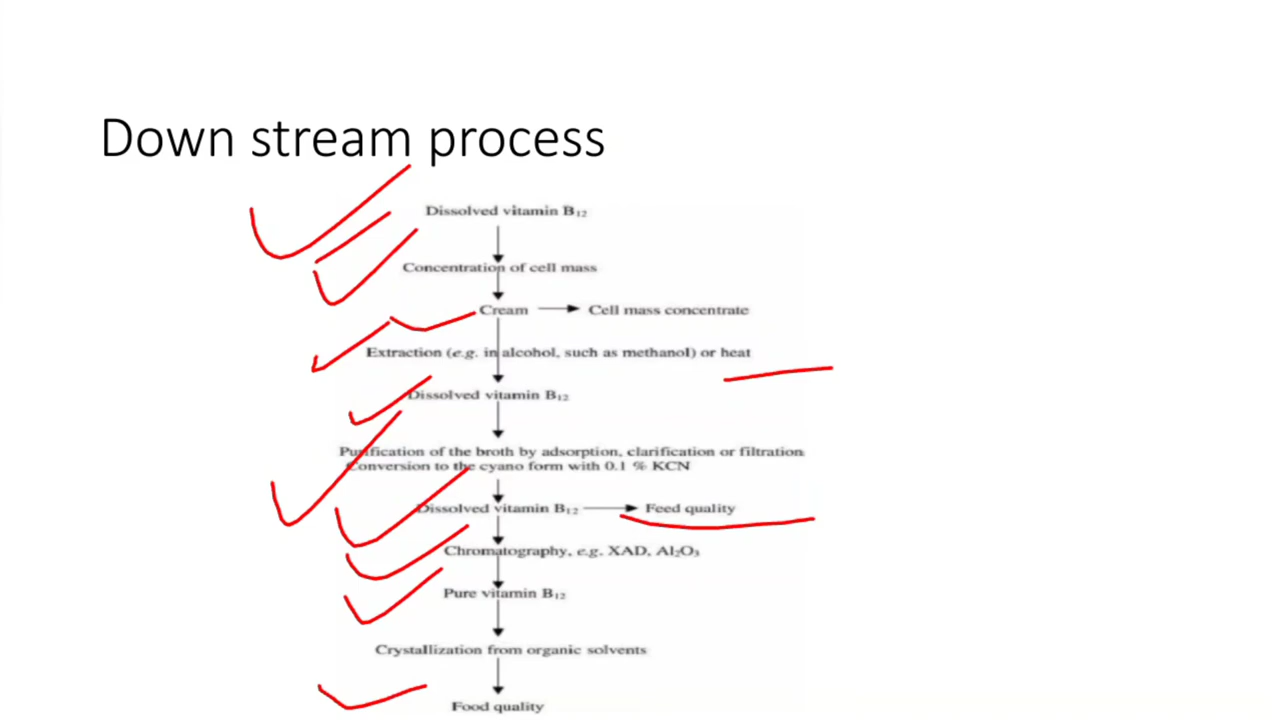 Down stream process
Dissolved vitamin B₁₂
Concentration of cell mass
Cream → Cell mass concentrate
Extraction (e.g. in alcohol, such as methanol) or heat
Dissolved vitamin B₁₂
Purification of the broth by adsorption, clarification or filtration
Conversion to the cyano form with 0.1 % KCN
Dissolved vitamin B₁₂ → Feed quality
Chromatography, e.g. XAD, Al₂O₃
Pure vitamin B₁₂
Crystallization from organic solvents
Food quality